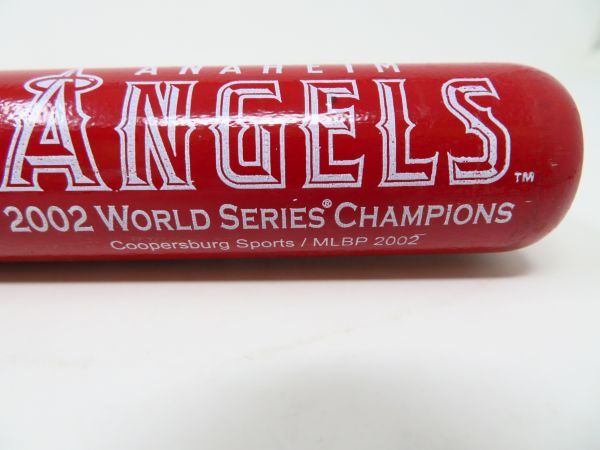 ANAHEIM
ANGELS™
2002 WORLD SERIES® CHAMPIONS
Coopersburg Sports / MLBP 2002